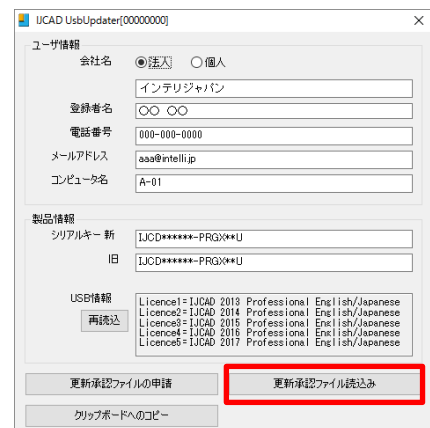 IJCAD UsbUpdater[00000000]
ユーザ情報
会社名 法人 個人
インテリジャパン
登録者名 〇〇 〇〇
電話番号 000-000-0000
メールアドレス aaa@intelli.jp
コンピュータ名 A-01
製品情報
シリアルキー 新 IJCD******-PRGX**U
旧 IJCD******-PRGX**U
USB情報
再読込
Licence1=IJCAD 2013 Professional English/Japanese
Licence2=IJCAD 2014 Professional English/Japanese
Licence3=IJCAD 2015 Professional English/Japanese
Licence4=IJCAD 2016 Professional English/Japanese
Licence5=IJCAD 2017 Professional English/Japanese
更新承認ファイルの申請 更新承認ファイル読込み
クリップボードへのコピー